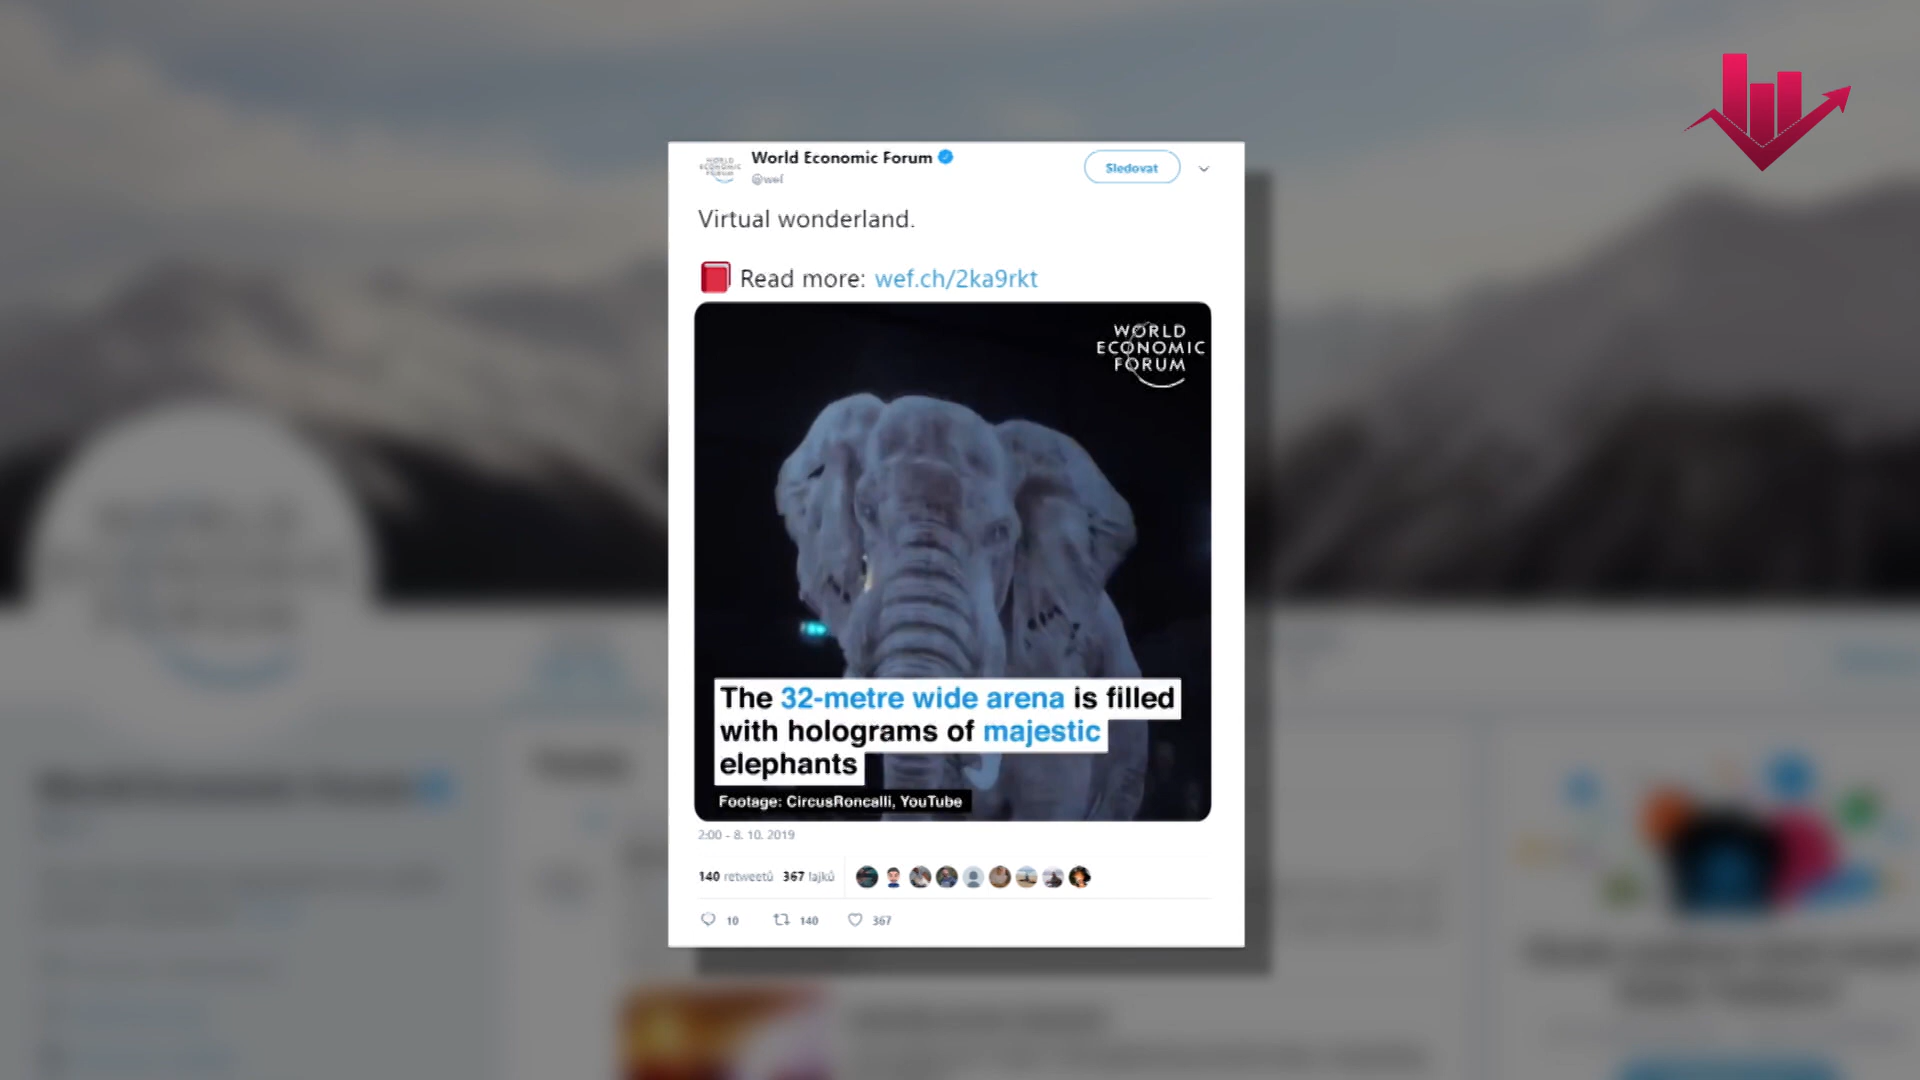 World Economic Forum
@wef
Sledovat
Virtual wonderland.
Read more: wef.ch/2ka9rkt
WORLD
ECONOMIC
FORUM
The 32-metre wide arena is filled
with holograms of majestic
elephants
Footage: CircusRoncalli, YouTube
2:00 - 8. 10. 2019
140 retweetů 367 lajků
10 140 367